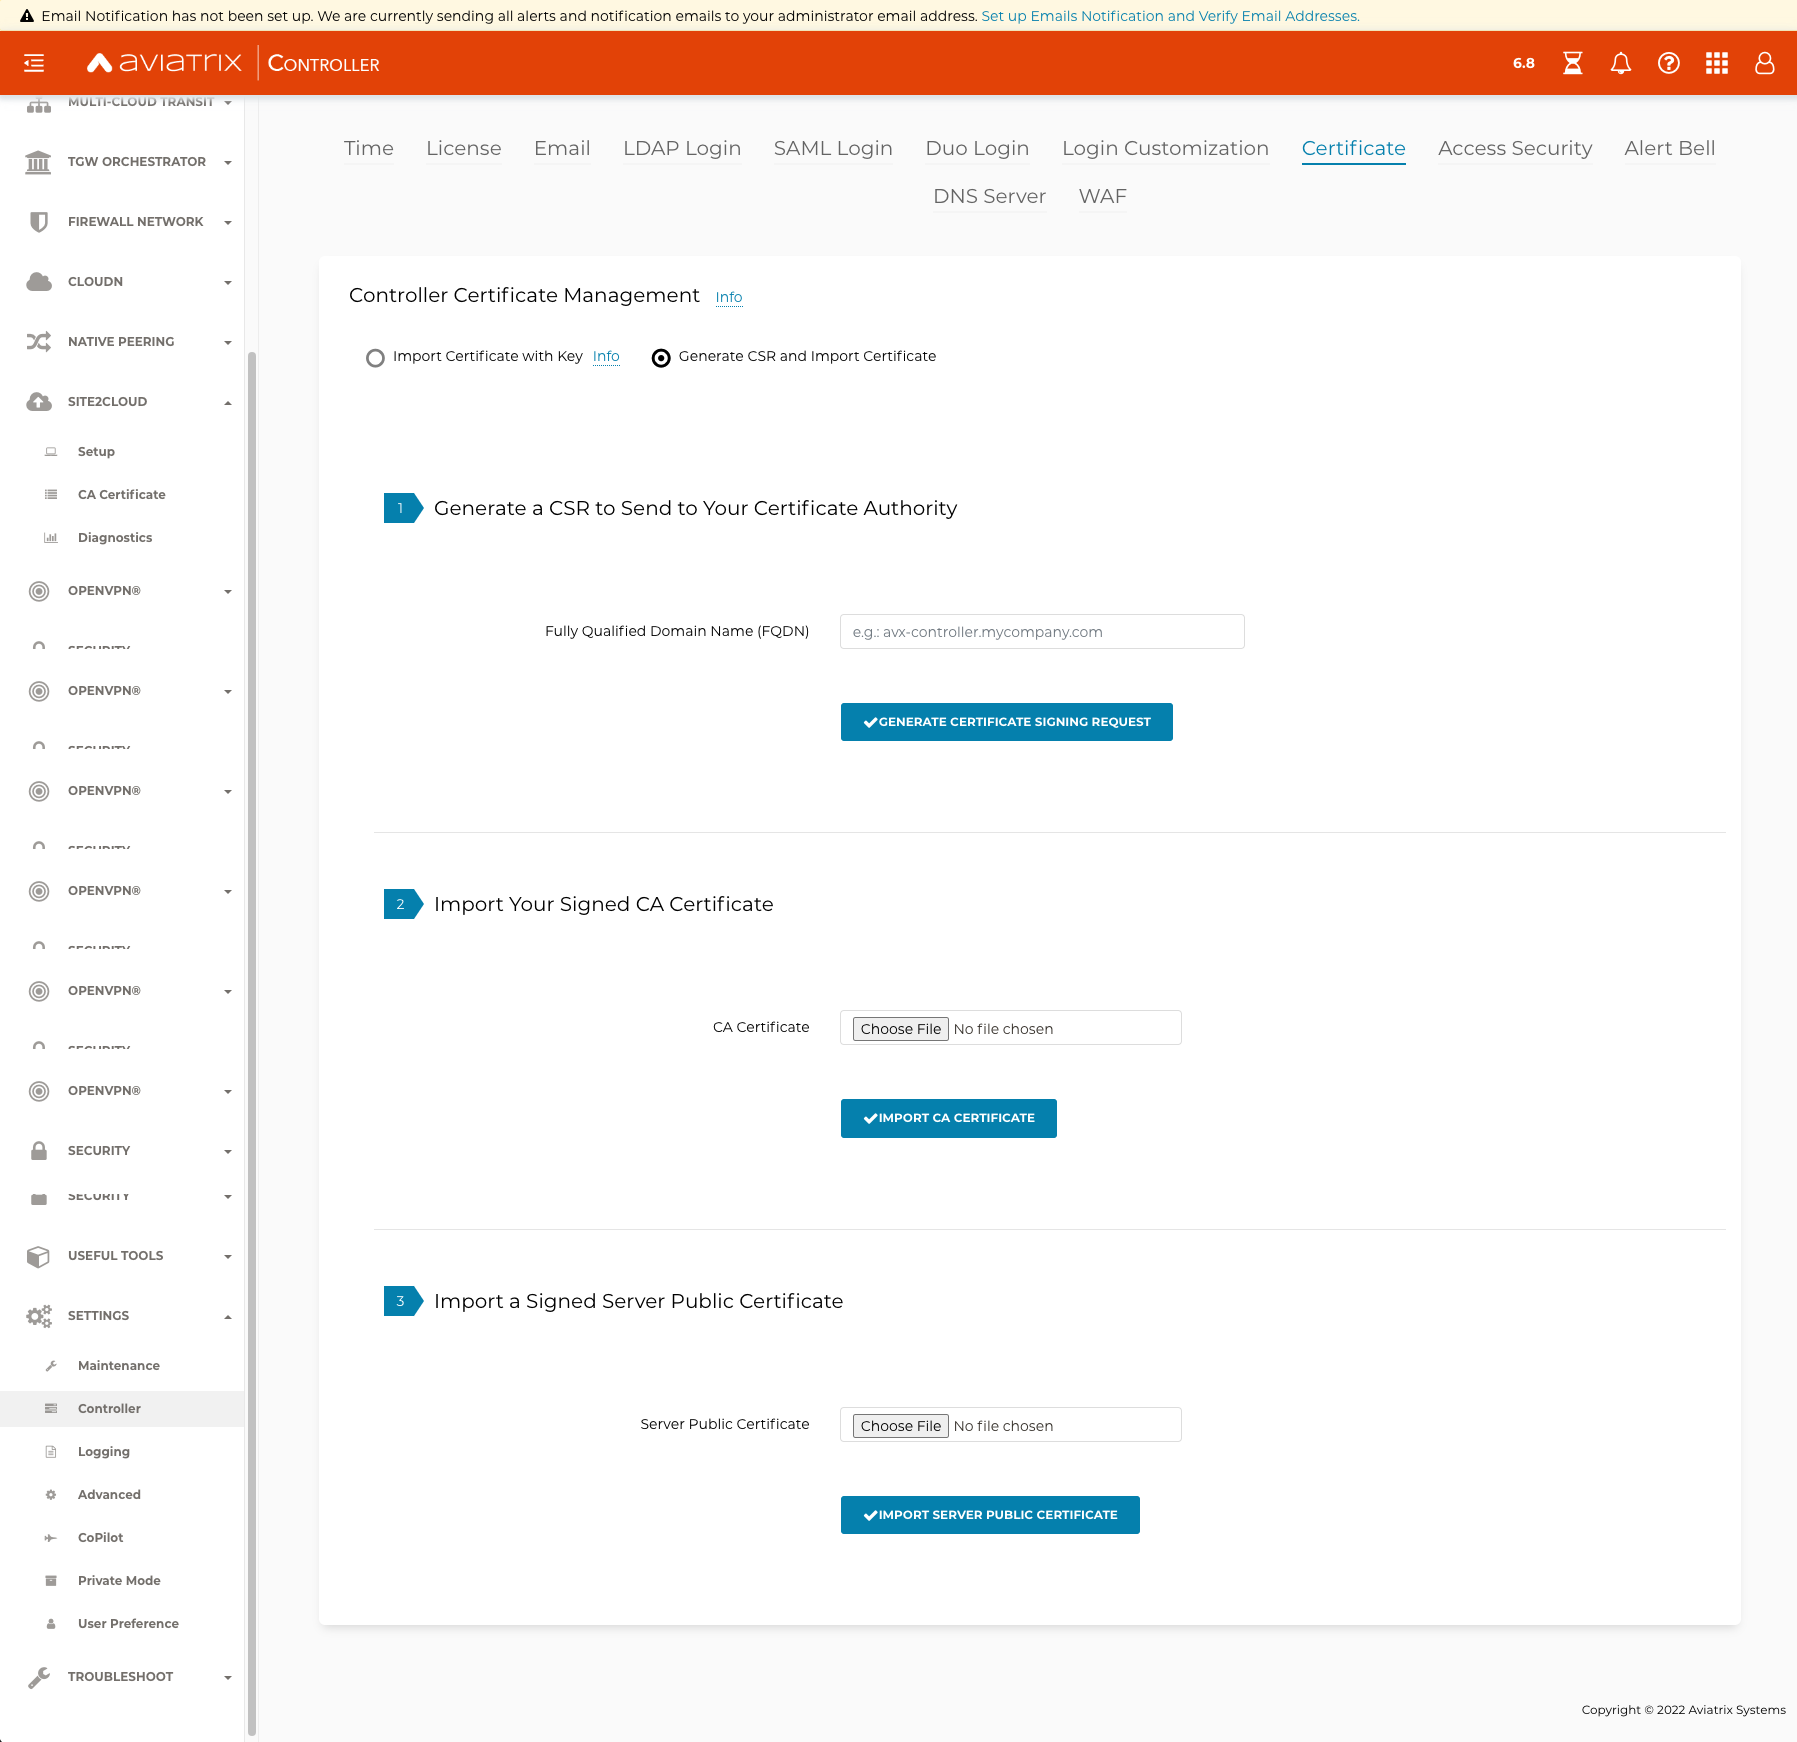 Email Notification has not been set up. We are currently sending all alerts and notification emails to your administrator email address. Set up Emails Notification and Verify Email Addresses.
aviatrix CONTROLLER 6.8
MULTI-CLOUD TRANSIT
TGW ORCHESTRATOR
FIREWALL NETWORK
CLOUDN
NATIVE PEERING
SITE2CLOUD
Setup
CA Certificate
Diagnostics
OPENVPN®
SECURITY
OPENVPN®
SECURITY
OPENVPN®
SECURITY
OPENVPN®
SECURITY
OPENVPN®
SECURITY
OPENVPN®
SECURITY
SECURITY
USEFUL TOOLS
SETTINGS
Maintenance
Controller
Logging
Advanced
CoPilot
Private Mode
User Preference
TROUBLESHOOT
Time License Email LDAP Login SAML Login Duo Login Login Customization Certificate Access Security Alert Bell
DNS Server WAF
Controller Certificate Management Info
Import Certificate with Key Info Generate CSR and Import Certificate
1 Generate a CSR to Send to Your Certificate Authority
Fully Qualified Domain Name (FQDN) e.g.: avx-controller.mycompany.com
GENERATE CERTIFICATE SIGNING REQUEST
2 Import Your Signed CA Certificate
CA Certificate Choose File No file chosen
IMPORT CA CERTIFICATE
3 Import a Signed Server Public Certificate
Server Public Certificate Choose File No file chosen
IMPORT SERVER PUBLIC CERTIFICATE
Copyright © 2022 Aviatrix Systems